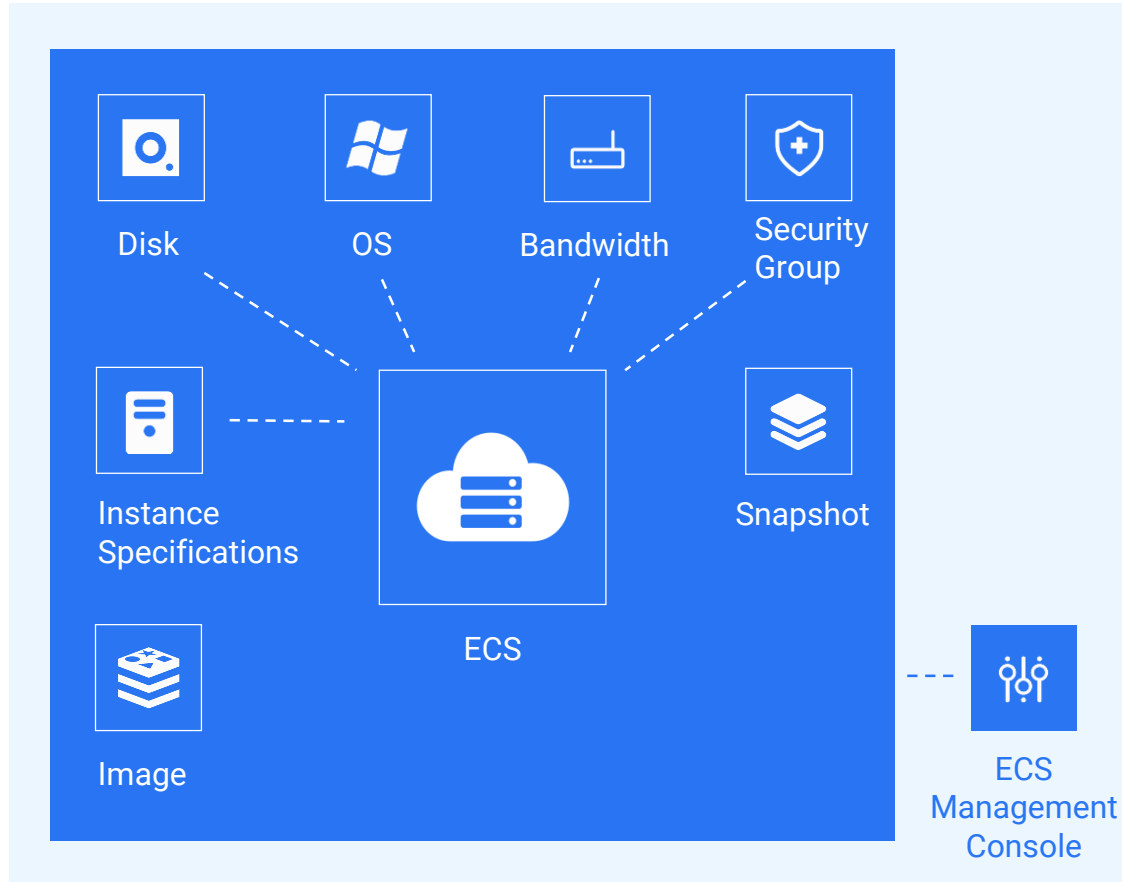 Disk
OS
Bandwidth
Security
Group
Instance
Specifications
Snapshot
ECS
Image
ECS
Management
Console